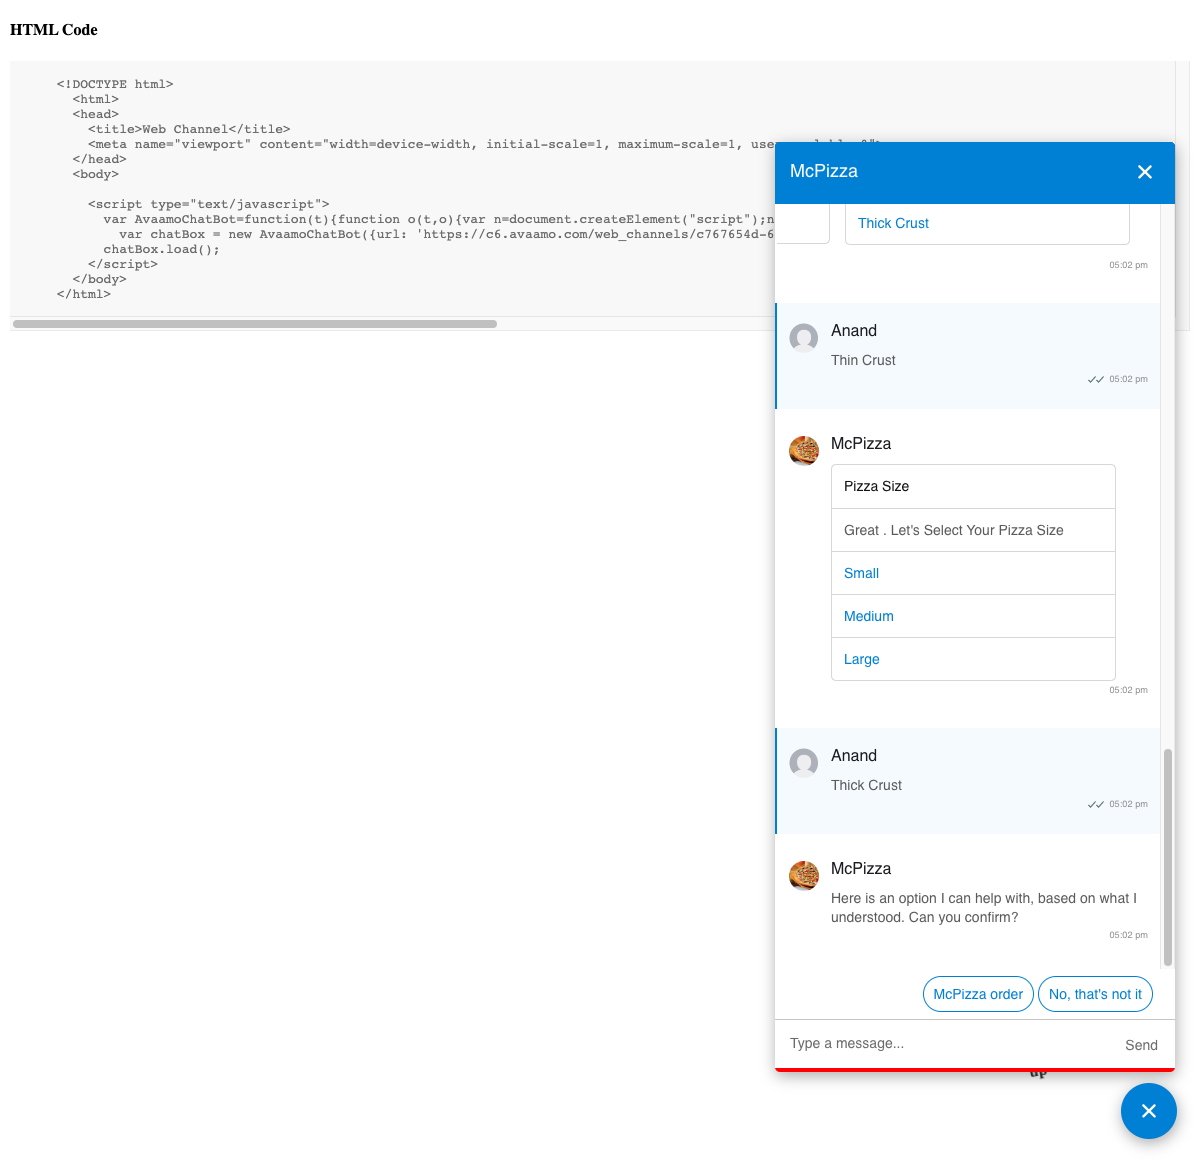 HTML Code
<!DOCTYPE html>
<html>
<head>
<title>Web Channel</title>
<meta name="viewport" content="width=device-width, initial-scale=1, maximum-scale=1,
</head>
<body>
<script type="text/javascript">
var AvaamoChatBot=function(t){function o(t,o){var n=document.createElement("script");n
var chatBox = new AvaamoChatBot({url: 'https://c6.avaamo.com/web_channels/c767654d-6
chatBox.load();
</script>
</body>
</html>
McPizza
Thick Crust
05:02 pm
Anand
Thin Crust
05:02 pm
McPizza
Pizza Size
Great . Let's Select Your Pizza Size
Small
Medium
Large
05:02 pm
Anand
Thick Crust
05:02 pm
McPizza
Here is an option I can help with, based on what I
understood. Can you confirm?
05:02 pm
McPizza order
No, that's not it
Type a message...
Send
up